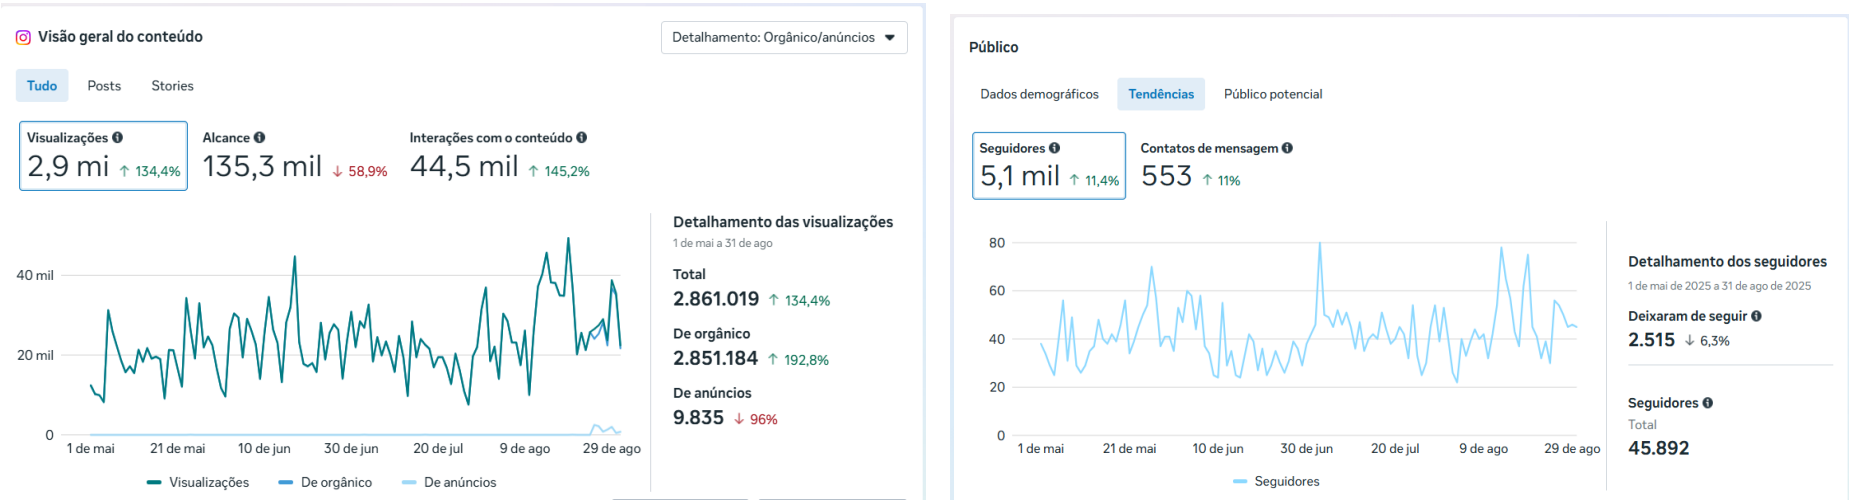 Visão geral do conteúdo
Detalhamento: Orgânico/anúncios
Tudo Posts Stories
Visualizações Alcance Interações com o conteúdo
2,9 mi ↑ 134,4% 135,3 mil ↓ 58,9% 44,5 mil ↑ 145,2%
40 mil
20 mil
0
1 de mai 21 de mai 10 de jun 30 de jun 20 de jul 9 de ago 29 de ago
Visualizações De orgânico De anúncios
Detalhamento das visualizações
1 de mai a 31 de ago
Total
2.861.019 ↑ 134,4%
De orgânico
2.851.184 ↑ 192,8%
De anúncios
9.835 ↓ 96%
Público
Dados demográficos Tendências Público potencial
Seguidores Contatos de mensagem
5,1 mil ↑ 11,4% 553 ↑ 11%
80
60
40
20
0
1 de mai 21 de mai 10 de jun 30 de jun 20 de jul 9 de ago 29 de ago
Seguidores
Detalhamento dos seguidores
1 de mai de 2025 a 31 de ago de 2025
Deixaram de seguir
2.515 ↓ 6,3%
Seguidores
Total
45.892